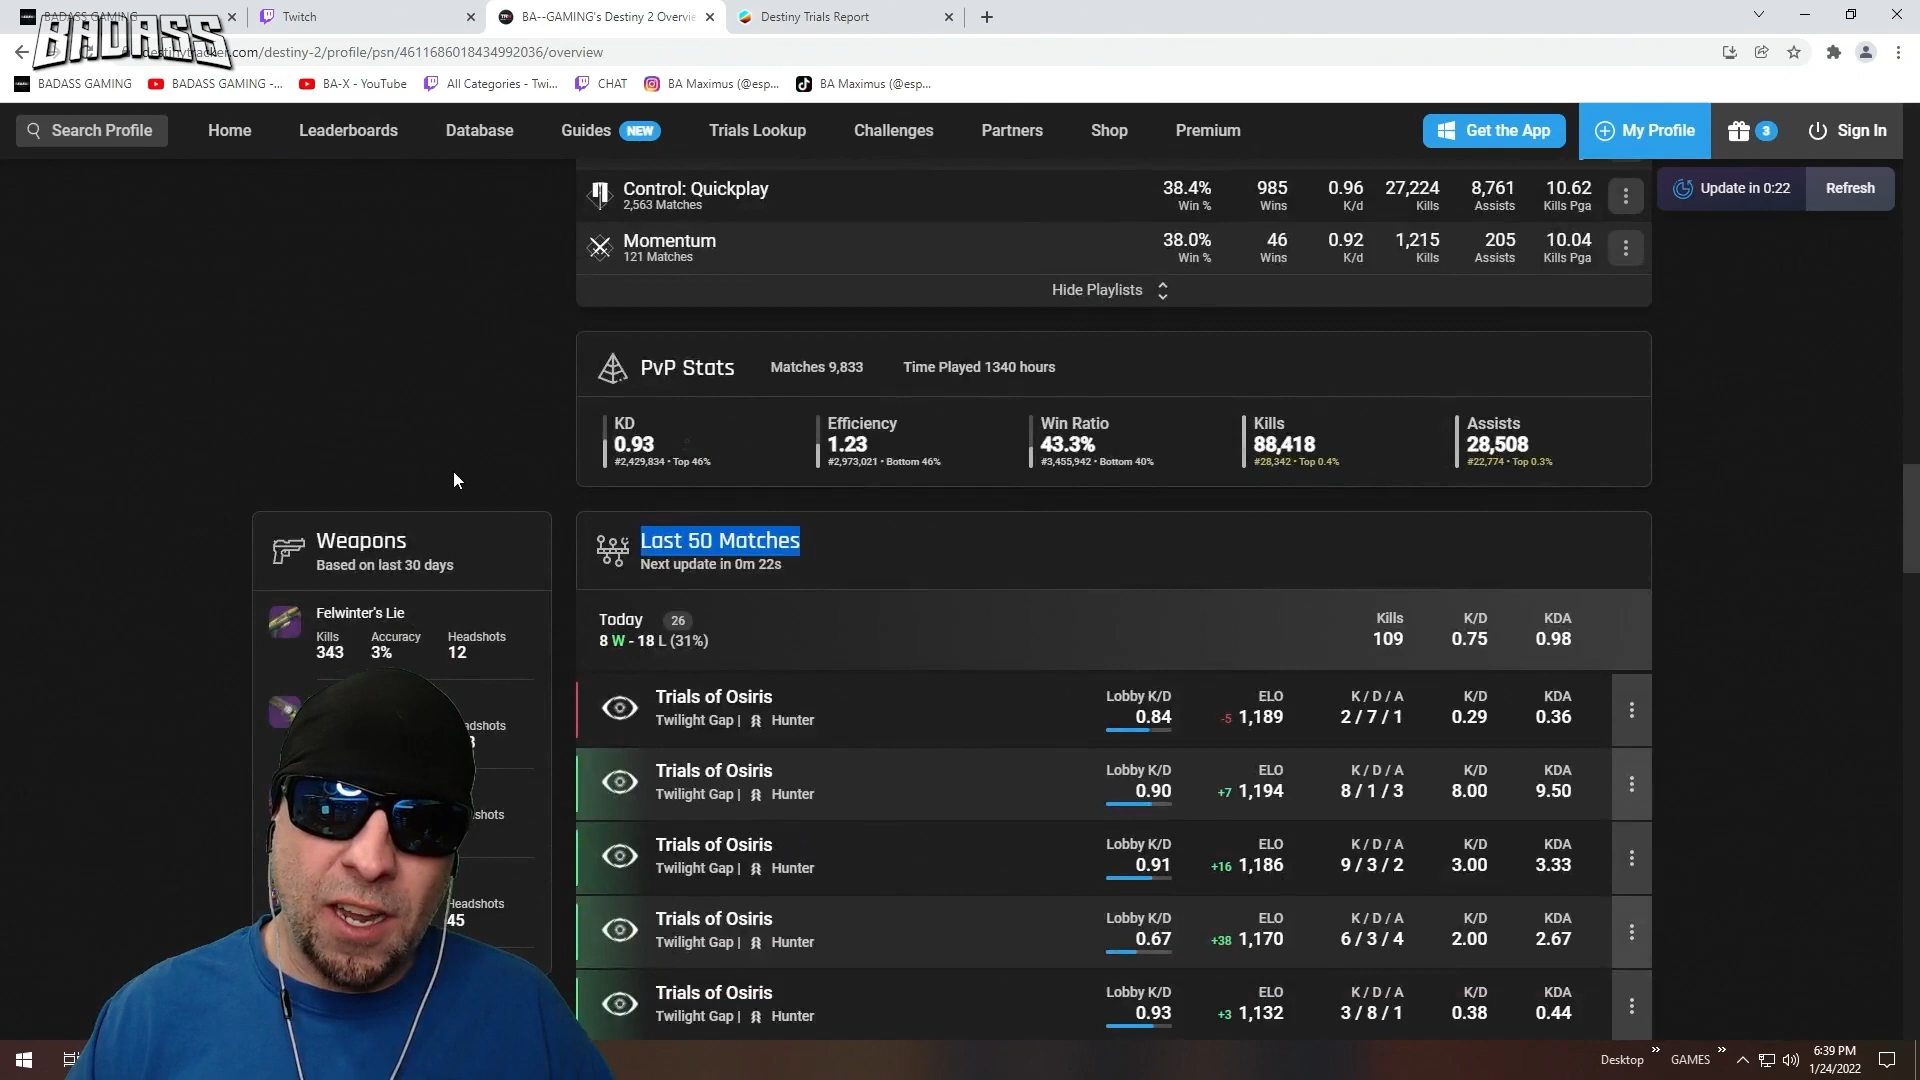 BADASS GAMING
Twitch
BA--GAMING's Destiny 2 Overvie
Destiny Trials Report
BADASS
destinytracker.com/destiny-2/profile/psn/4611686018434992036/overview
BADASS GAMING
BADASS GAMING -...
BA-X - YouTube
All Categories - Twi...
CHAT
BA Maximus (@esp...
BA Maximus (@esp...
Search Profile
Home
Leaderboards
Database
Guides NEW
Trials Lookup
Challenges
Partners
Shop
Premium
Get the App
My Profile
3
Sign In
Update in 0:22
Refresh
Control: Quickplay 38.4% 985 0.96 27,224 8,761 10.62
2,563 Matches Win % Wins K/d Kills Assists Kills Pga
Momentum 38.0% 46 0.92 1,215 205 10.04
121 Matches Win % Wins K/d Kills Assists Kills Pga
Hide Playlists
PvP Stats Matches 9,833 Time Played 1340 hours
KD Efficiency Win Ratio Kills Assists
0.93 1.23 43.3% 88,418 28,508
#2,429,834 • Top 46% #2,973,021 • Bottom 46% #3,455,942 • Bottom 40% #28,342 • Top 0.4% #22,774 • Top 0.3%
Weapons
Based on last 30 days
Felwinter's Lie
Kills Accuracy Headshots
343 3% 12
adshots
shots
Headshots
45
Last 50 Matches
Next update in 0m 22s
Today 26 Kills K/D KDA
8 W - 18 L (31%) 109 0.75 0.98
Trials of Osiris Lobby K/D ELO K / D / A K/D KDA
Twilight Gap | Hunter 0.84 -5 1,189 2 / 7 / 1 0.29 0.36
Trials of Osiris Lobby K/D ELO K / D / A K/D KDA
Twilight Gap | Hunter 0.90 +7 1,194 8 / 1 / 3 8.00 9.50
Trials of Osiris Lobby K/D ELO K / D / A K/D KDA
Twilight Gap | Hunter 0.91 +16 1,186 9 / 3 / 2 3.00 3.33
Trials of Osiris Lobby K/D ELO K / D / A K/D KDA
Twilight Gap | Hunter 0.67 +38 1,170 6 / 3 / 4 2.00 2.67
Trials of Osiris Lobby K/D ELO K / D / A K/D KDA
Twilight Gap | Hunter 0.93 +3 1,132 3 / 8 / 1 0.38 0.44
Desktop
GAMES
6:39 PM
1/24/2022